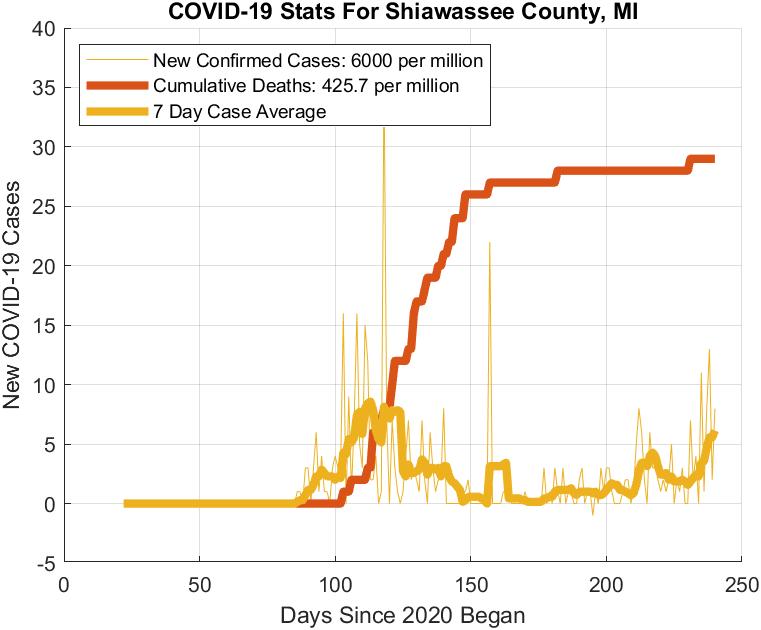 COVID-19 Stats For Shiawassee County, MI
New Confirmed Cases: 6000 per million
Cumulative Deaths: 425.7 per million
7 Day Case Average
New COVID-19 Cases
40
35
30
25
20
15
10
5
0
-5
0 50 100 150 200 250
Days Since 2020 Began